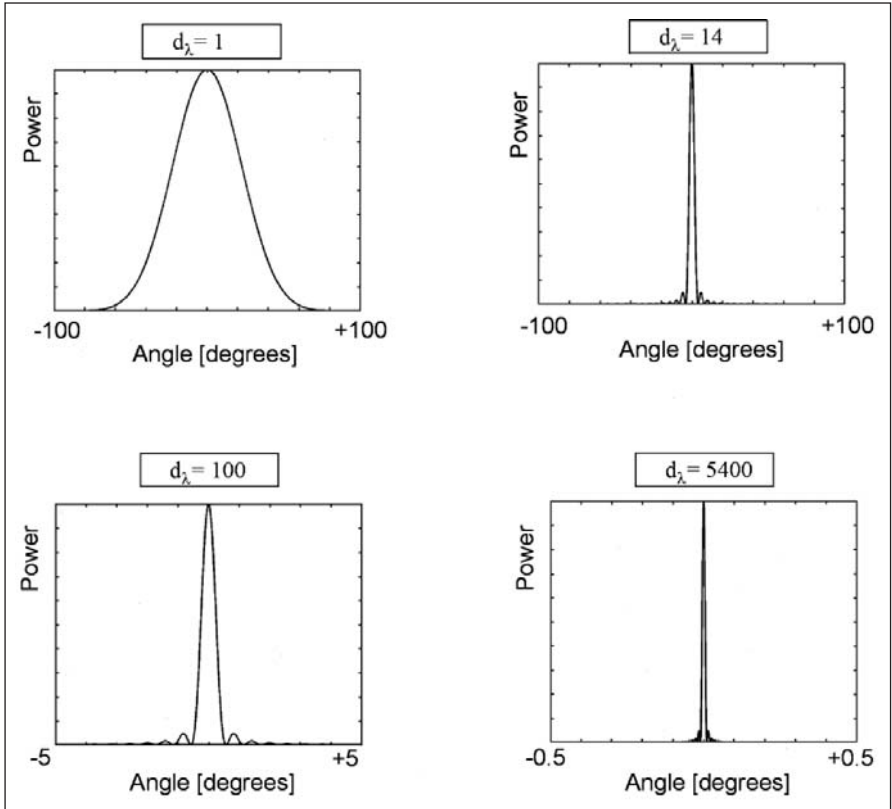 dλ = 1
Power
-100 +100
Angle [degrees]
dλ = 14
Power
-100 +100
Angle [degrees]
dλ = 100
Power
-5 +5
Angle [degrees]
dλ = 5400
Power
-0.5 +0.5
Angle [degrees]